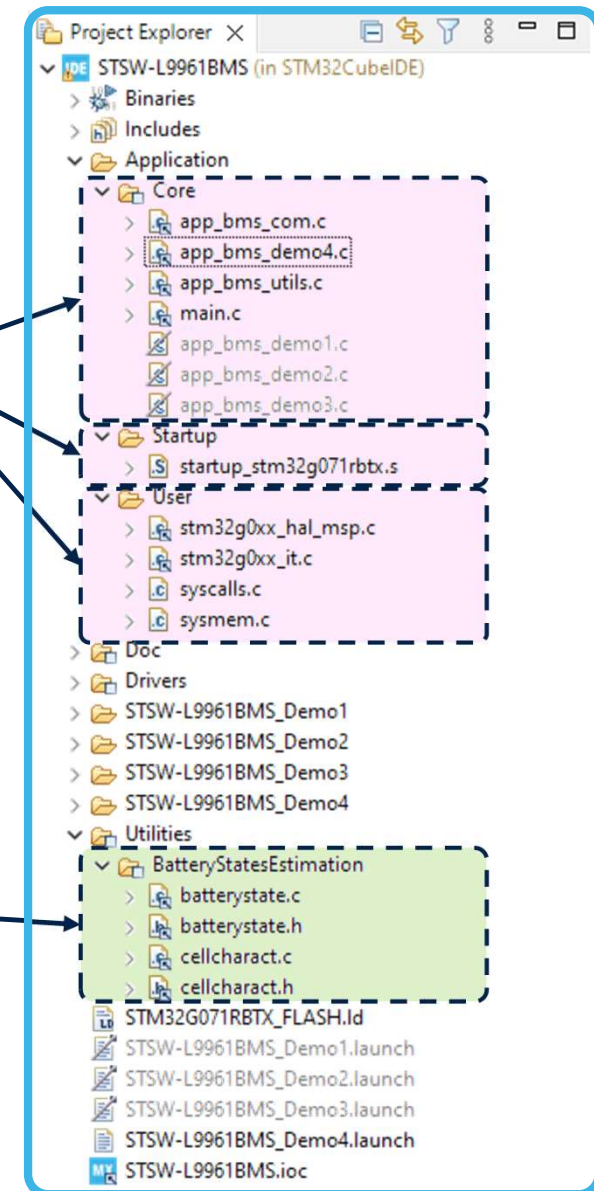 Project Explorer
STSW-L9961BMS (in STM32CubeIDE)
Binaries
Includes
Application
Core
app_bms_com.c
app_bms_demo4.c
app_bms_utils.c
main.c
app_bms_demo1.c
app_bms_demo2.c
app_bms_demo3.c
Startup
startup_stm32g071rbtx.s
User
stm32g0xx_hal_msp.c
stm32g0xx_it.c
syscalls.c
sysmem.c
Doc
Drivers
STSW-L9961BMS_Demo1
STSW-L9961BMS_Demo2
STSW-L9961BMS_Demo3
STSW-L9961BMS_Demo4
Utilities
BatteryStatesEstimation
batterystate.c
batterystate.h
cellcharact.c
cellcharact.h
STM32G071RBTX_FLASH.ld
STSW-L9961BMS_Demo1.launch
STSW-L9961BMS_Demo2.launch
STSW-L9961BMS_Demo3.launch
STSW-L9961BMS_Demo4.launch
STSW-L9961BMS.ioc